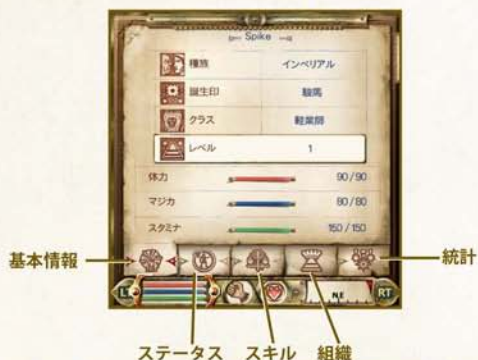 Spike
種族 インペリアル
誕生印 駿馬
クラス 軽業師
レベル 1
体力 90/90
マジカ 80/80
スタミナ 150/150
基本情報
統計
LT
N E
RT
ステータス スキル 組織